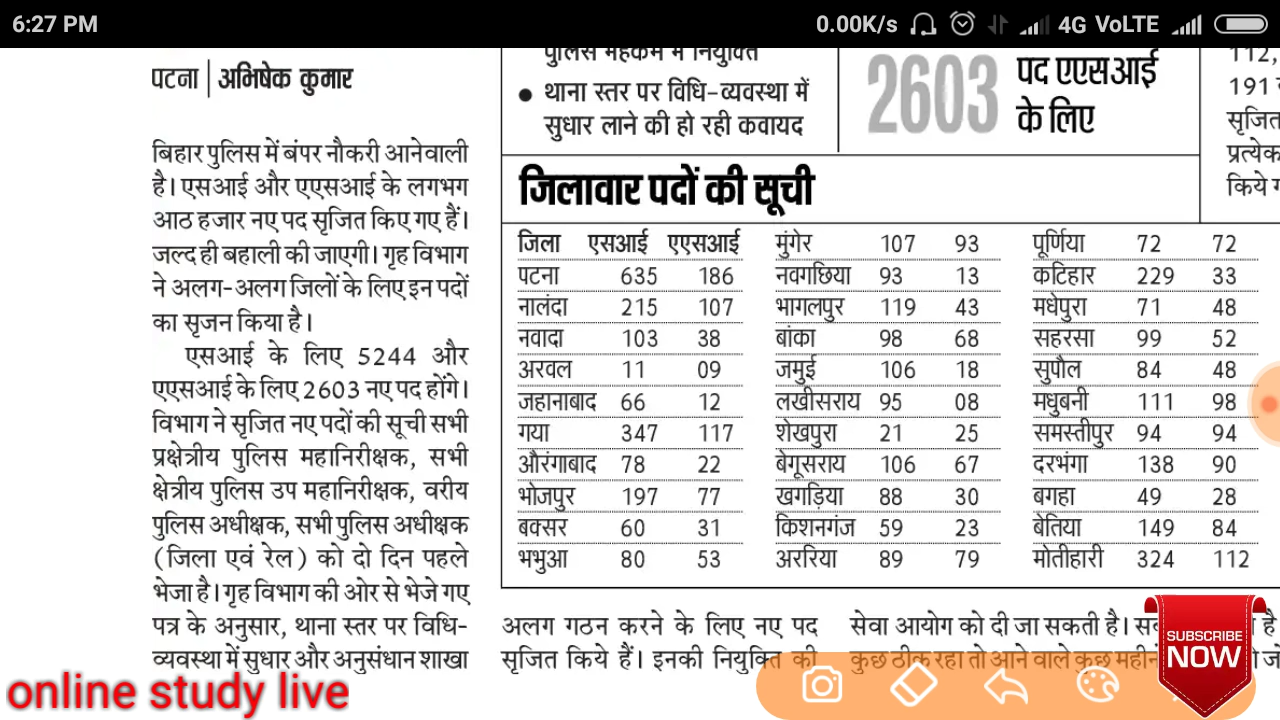 6:27 PM 0.00K/s 4G VoLTE
पटना | अभिषेक कुमार
बिहार पुलिस में बंपर नौकरी आनेवाली
है। एसआई और एएसआई के लगभग
आठ हजार नए पद सृजित किए गए हैं।
जल्द ही बहाली की जाएगी। गृह विभाग
ने अलग-अलग जिलों के लिए इन पदों
का सृजन किया है।
एसआई के लिए 5244 और
एएसआई के लिए 2603 नए पद होंगे।
विभाग ने सृजित नए पदों की सूची सभी
प्रक्षेत्रीय पुलिस महानिरीक्षक, सभी
क्षेत्रीय पुलिस उप महानिरीक्षक, वरीय
पुलिस अधीक्षक, सभी पुलिस अधीक्षक
(जिला एवं रेल) को दो दिन पहले
भेजा है। गृह विभाग की ओर से भेजे गए
पत्र के अनुसार, थाना स्तर पर विधि-
व्यवस्था में सुधार और अनुसंधान शाखा
पुलिस महकमे में नियुक्ति
• थाना स्तर पर विधि-व्यवस्था में
सुधार लाने की हो रही कवायद
2603 पद एएसआई
के लिए
112,
191
सृजित
प्रत्येक
किये
जिलावार पदों की सूची
जिला एसआई एएसआई
पटना 635 186
नालंदा 215 107
नवादा 103 38
अरवल 11 09
जहानाबाद 66 12
गया 347 117
औरंगाबाद 78 22
भोजपुर 197 77
बक्सर 60 31
भभुआ 80 53
मुंगेर 107 93
नवगछिया 93 13
भागलपुर 119 43
बांका 98 68
जमुई 106 18
लखीसराय 95 08
शेखपुरा 21 25
बेगूसराय 106 67
खगड़िया 88 30
किशनगंज 59 23
अररिया 89 79
पूर्णिया 72 72
कटिहार 229 33
मधेपुरा 71 48
सहरसा 99 52
सुपौल 84 48
मधुबनी 111 98
समस्तीपुर 94 94
दरभंगा 138 90
बगहा 49 28
बेतिया 149 84
मोतीहारी 324 112
अलग गठन करने के लिए नए पद
सृजित किये हैं। इनकी नियुक्ति की
सेवा आयोग को दी जा सकती है। है
कुछ ठीक रहा तो आने वाले कुछ
SUBSCRIBE
NOW
online study live